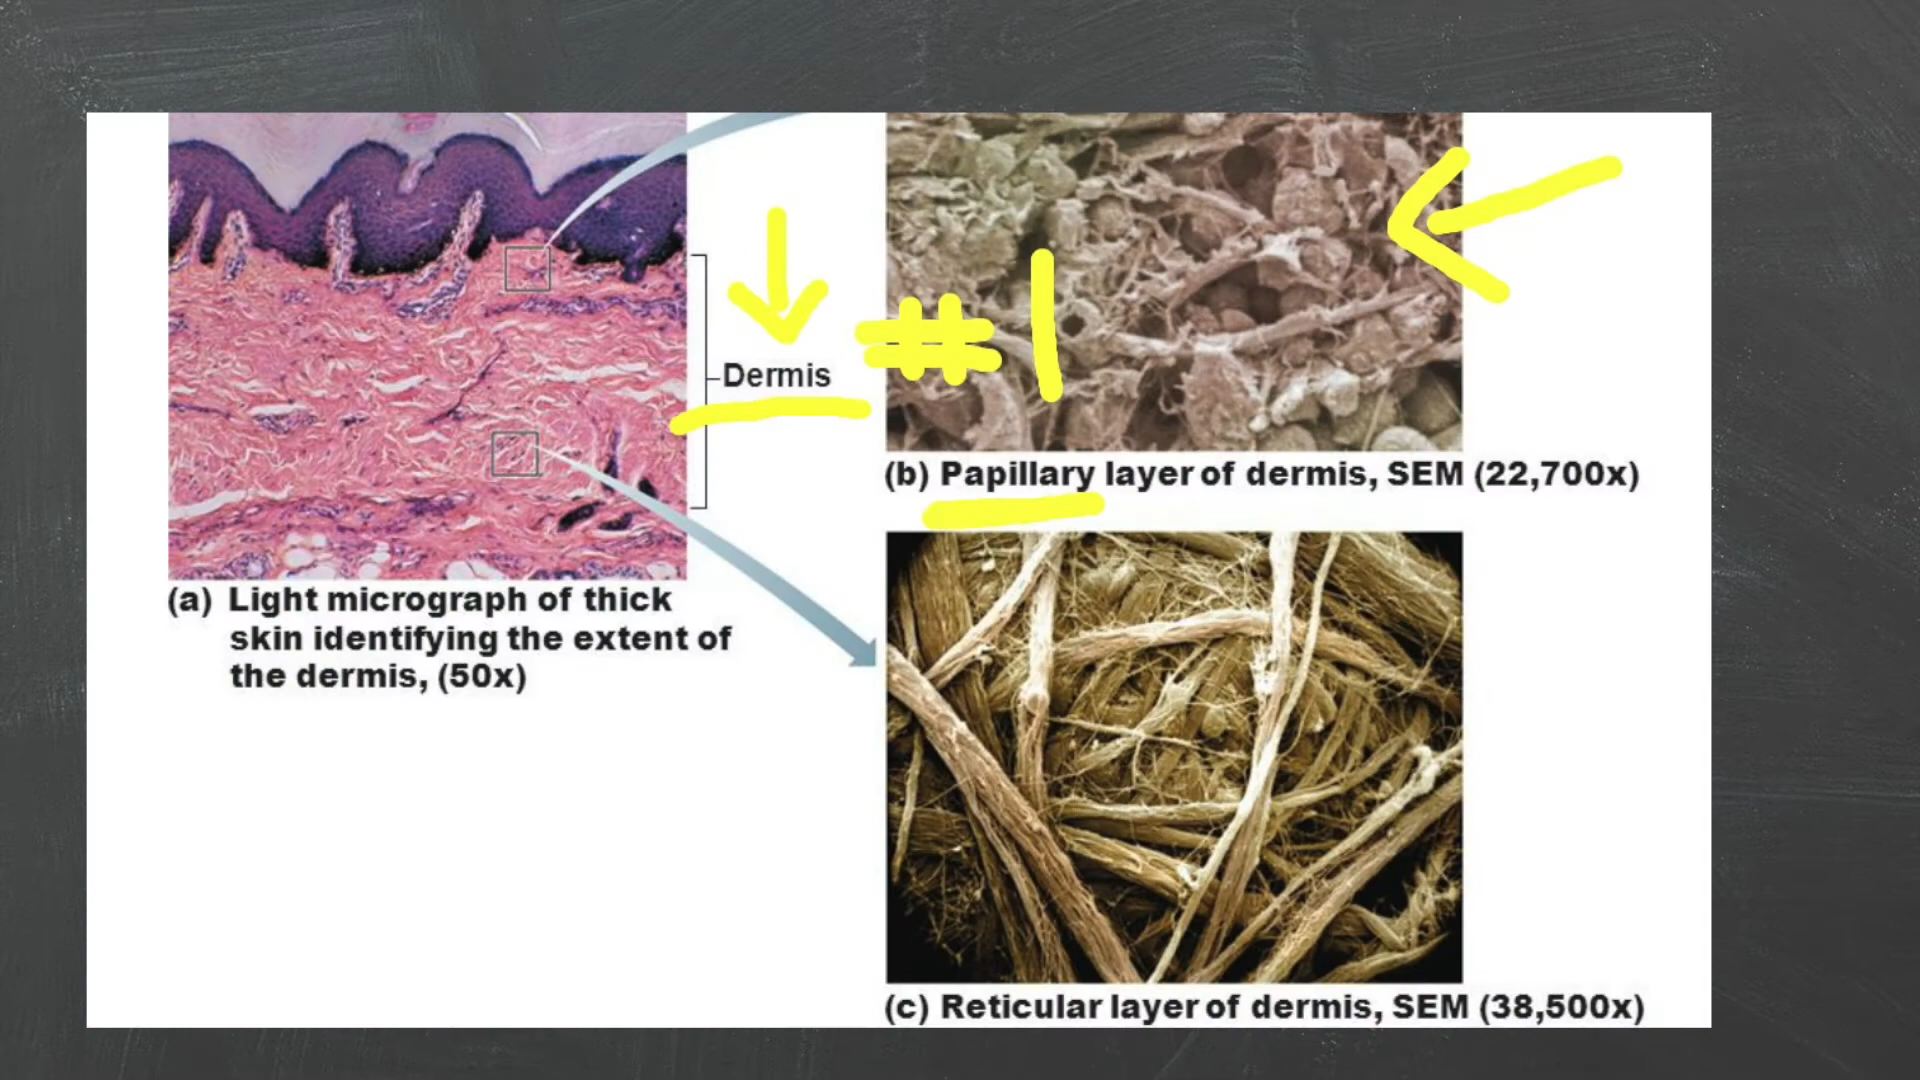 Dermis
#1
(b) Papillary layer of dermis, SEM (22,700x)
(a) Light micrograph of thick
skin identifying the extent of
the dermis, (50x)
(c) Reticular layer of dermis, SEM (38,500x)